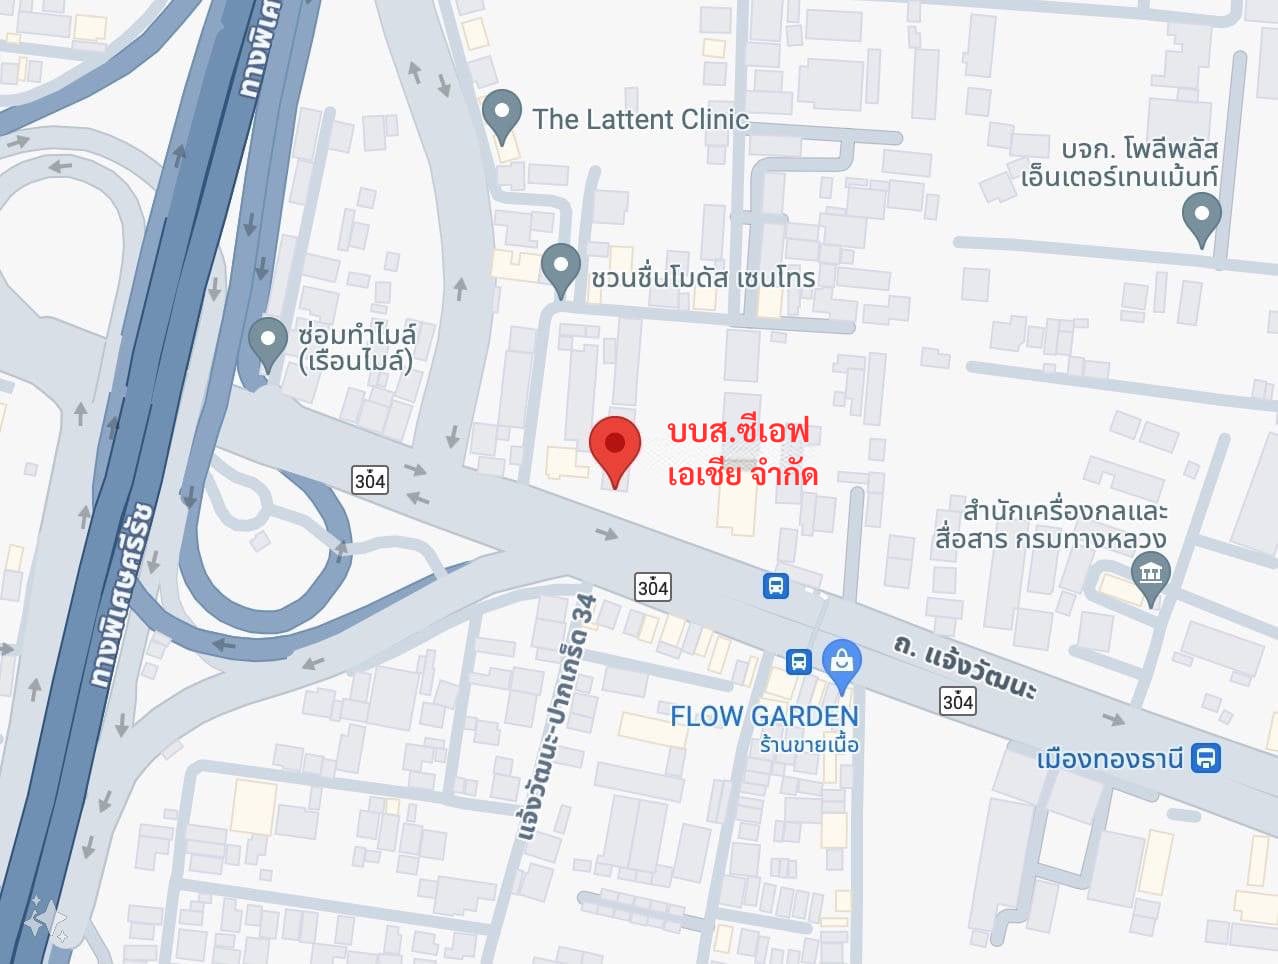 ทางพิเศ
The Lattent Clinic
บจก. โพลีพลัส
เอ็นเตอร์เทนเม้นท์
ชวนชื่นโมดัส เซนโทร
ซ่อมทำไมล์
(เรือนไมล์)
บบส.ซีเอฟ
เอเชีย จำกัด
304
สำนักเครื่องกลและ
สื่อสาร กรมทางหลวง
ทางพิเศษศรีรัช
304
แจ้งวัฒนะ-ปากเกร็ด 34
ถ. แจ้งวัฒนะ
304
FLOW GARDEN
ร้านขายเนื้อ
เมืองทองธานี